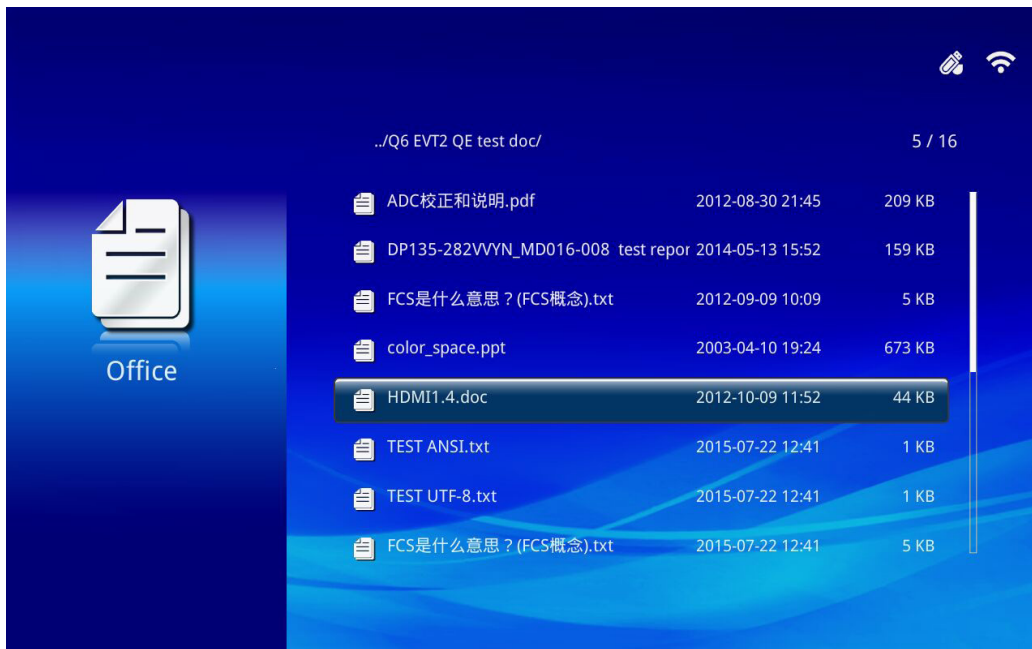 ../Q6 EVT2 QE test doc/ 5 / 16
ADC校正和说明.pdf 2012-08-30 21:45 209 KB
DP135-282VVYN_MD016-008 test repor 2014-05-13 15:52 159 KB
FCS是什么意思？(FCS概念).txt 2012-09-09 10:09 5 KB
color_space.ppt 2003-04-10 19:24 673 KB
Office
HDMI1.4.doc 2012-10-09 11:52 44 KB
TEST ANSI.txt 2015-07-22 12:41 1 KB
TEST UTF-8.txt 2015-07-22 12:41 1 KB
FCS是什么意思？(FCS概念).txt 2015-07-22 12:41 5 KB